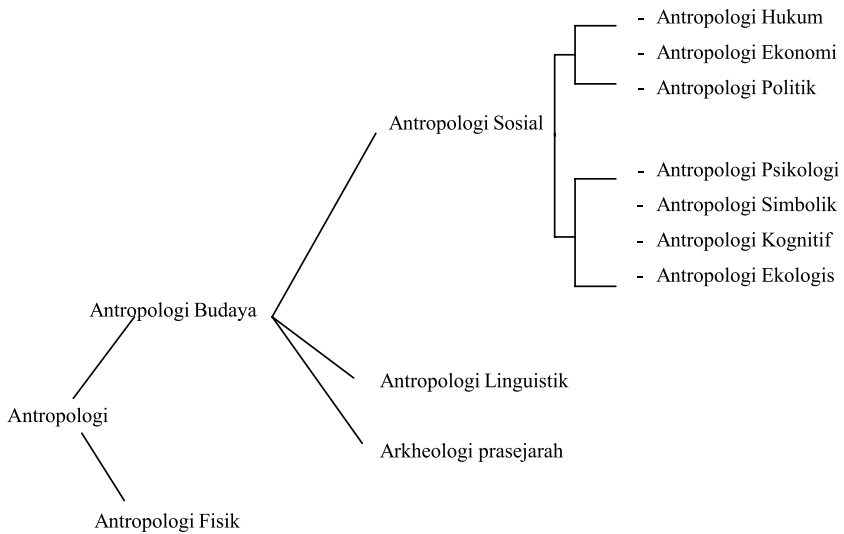 - Antropologi Hukum
- Antropologi Ekonomi
- Antropologi Politik
Antropologi Sosial
- Antropologi Psikologi
- Antropologi Simbolik
- Antropologi Kognitif
- Antropologi Ekologis
Antropologi Budaya
Antropologi Linguistik
Antropologi
Arkheologi prasejarah
Antropologi Fisik